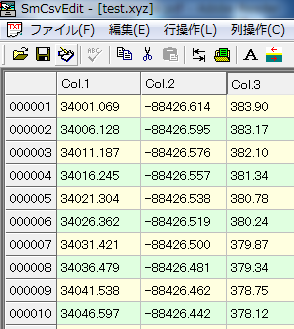 SmCsvEdit - [test.xyz]
ファイル(F) 編集(E) 行操作(L) 列操作(C)
ABC A
Col.1 Col.2 Col.3
000001 34001.069 -88426.614 383.90
000002 34006.128 -88426.595 383.17
000003 34011.187 -88426.576 382.10
000004 34016.245 -88426.557 381.34
000005 34021.304 -88426.538 380.78
000006 34026.362 -88426.519 380.24
000007 34031.421 -88426.500 379.87
000008 34036.479 -88426.481 379.34
000009 34041.538 -88426.462 378.75
000010 34046.597 -88426.442 378.12